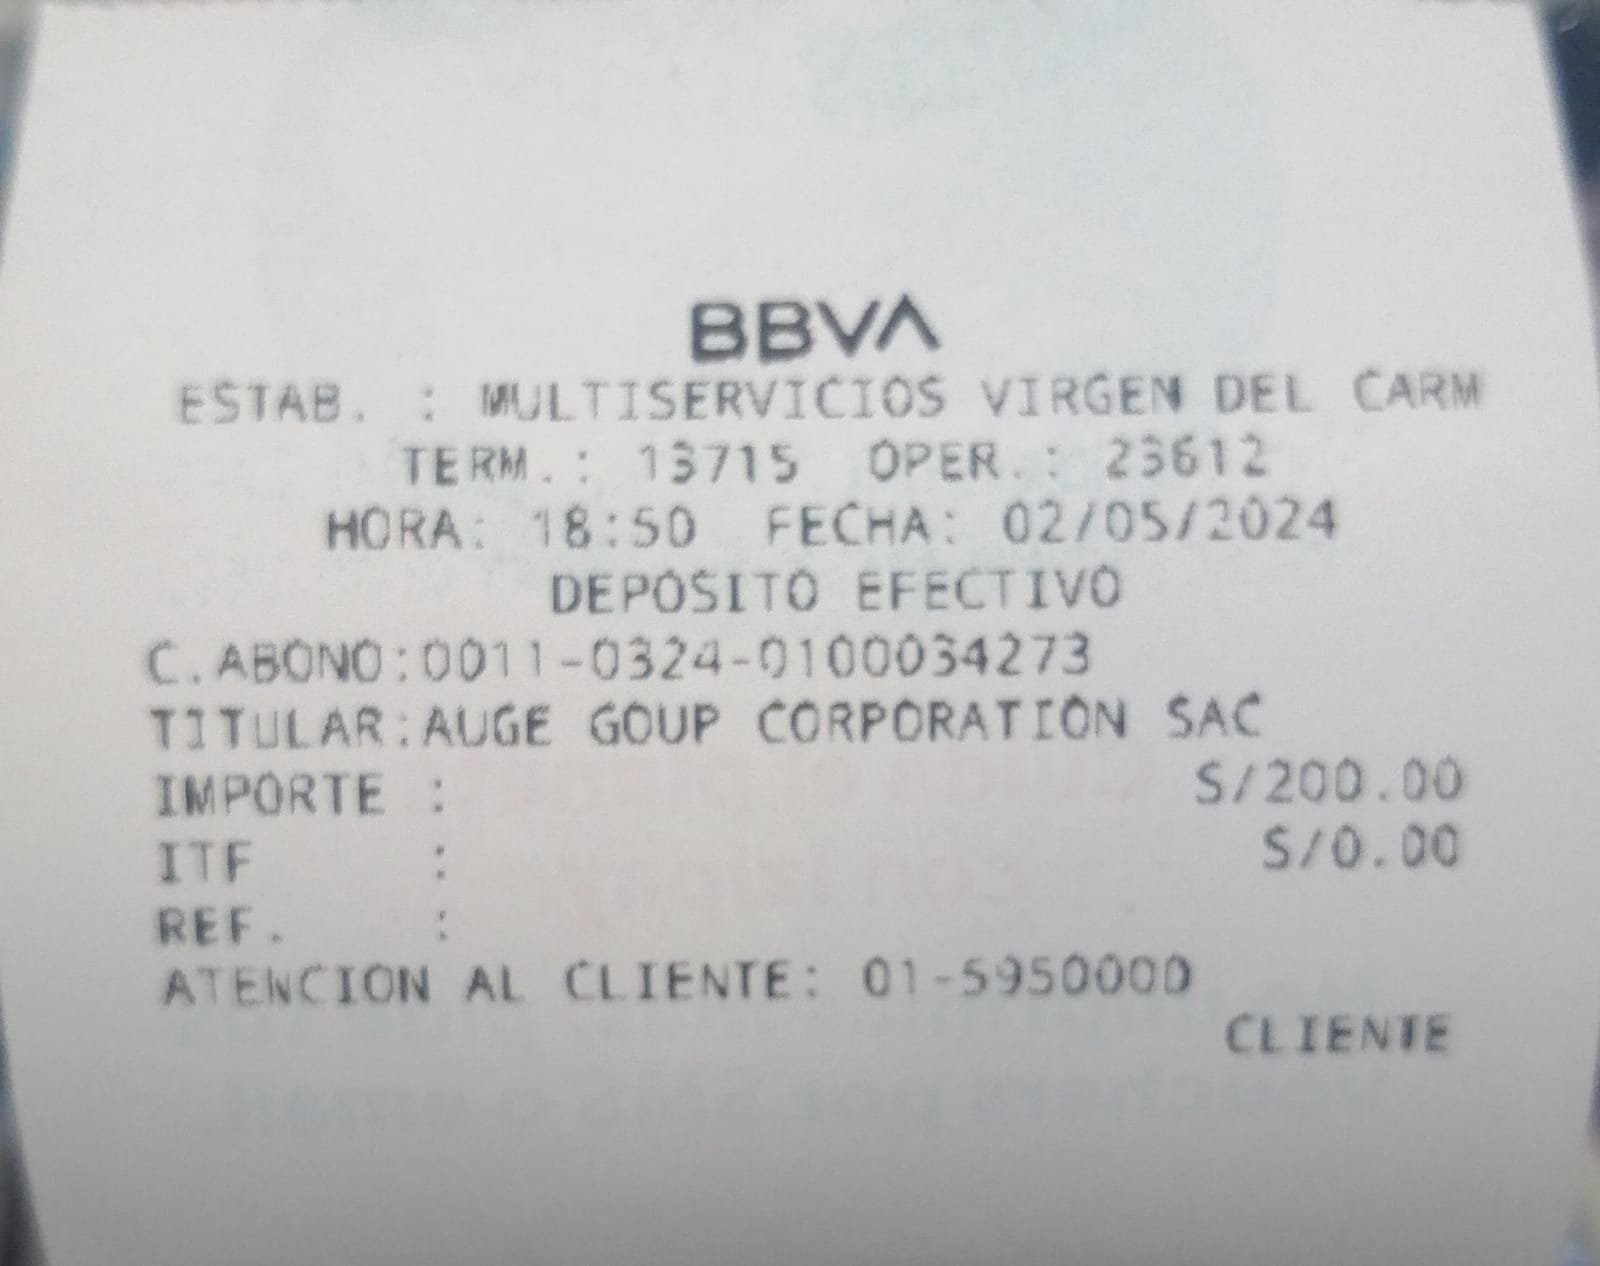 BBVA
ESTAB. : MULTISERVICIOS VIRGEN DEL CARM
TERM.: 13715 OPER.: 23612
HORA: 18:50 FECHA: 02/05/2024
DEPOSITO EFECTIVO
C.ABONO:0011-0324-0100034273
TITULAR:AUGE GOUP CORPORATION SAC
IMPORTE : S/200.00
ITF : S/0.00
REF. :
ATENCION AL CLIENTE: 01-5950000
CLIENTE